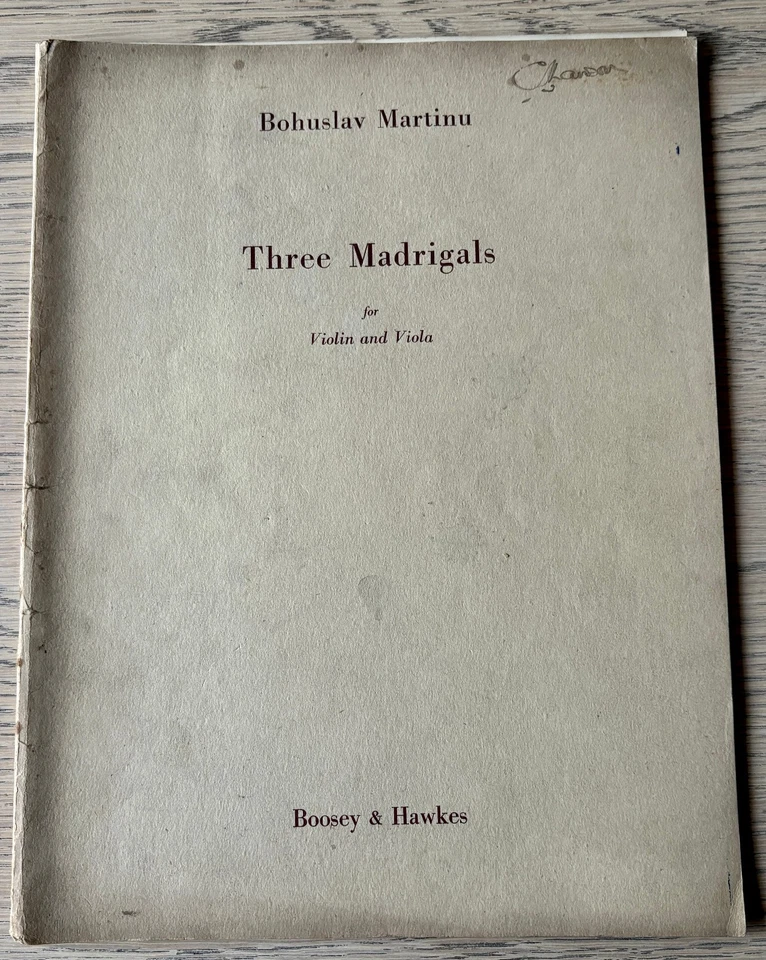 Bohuslav Martinu
Three Madrigals
for
Violin and Viola
Boosey & Hawkes